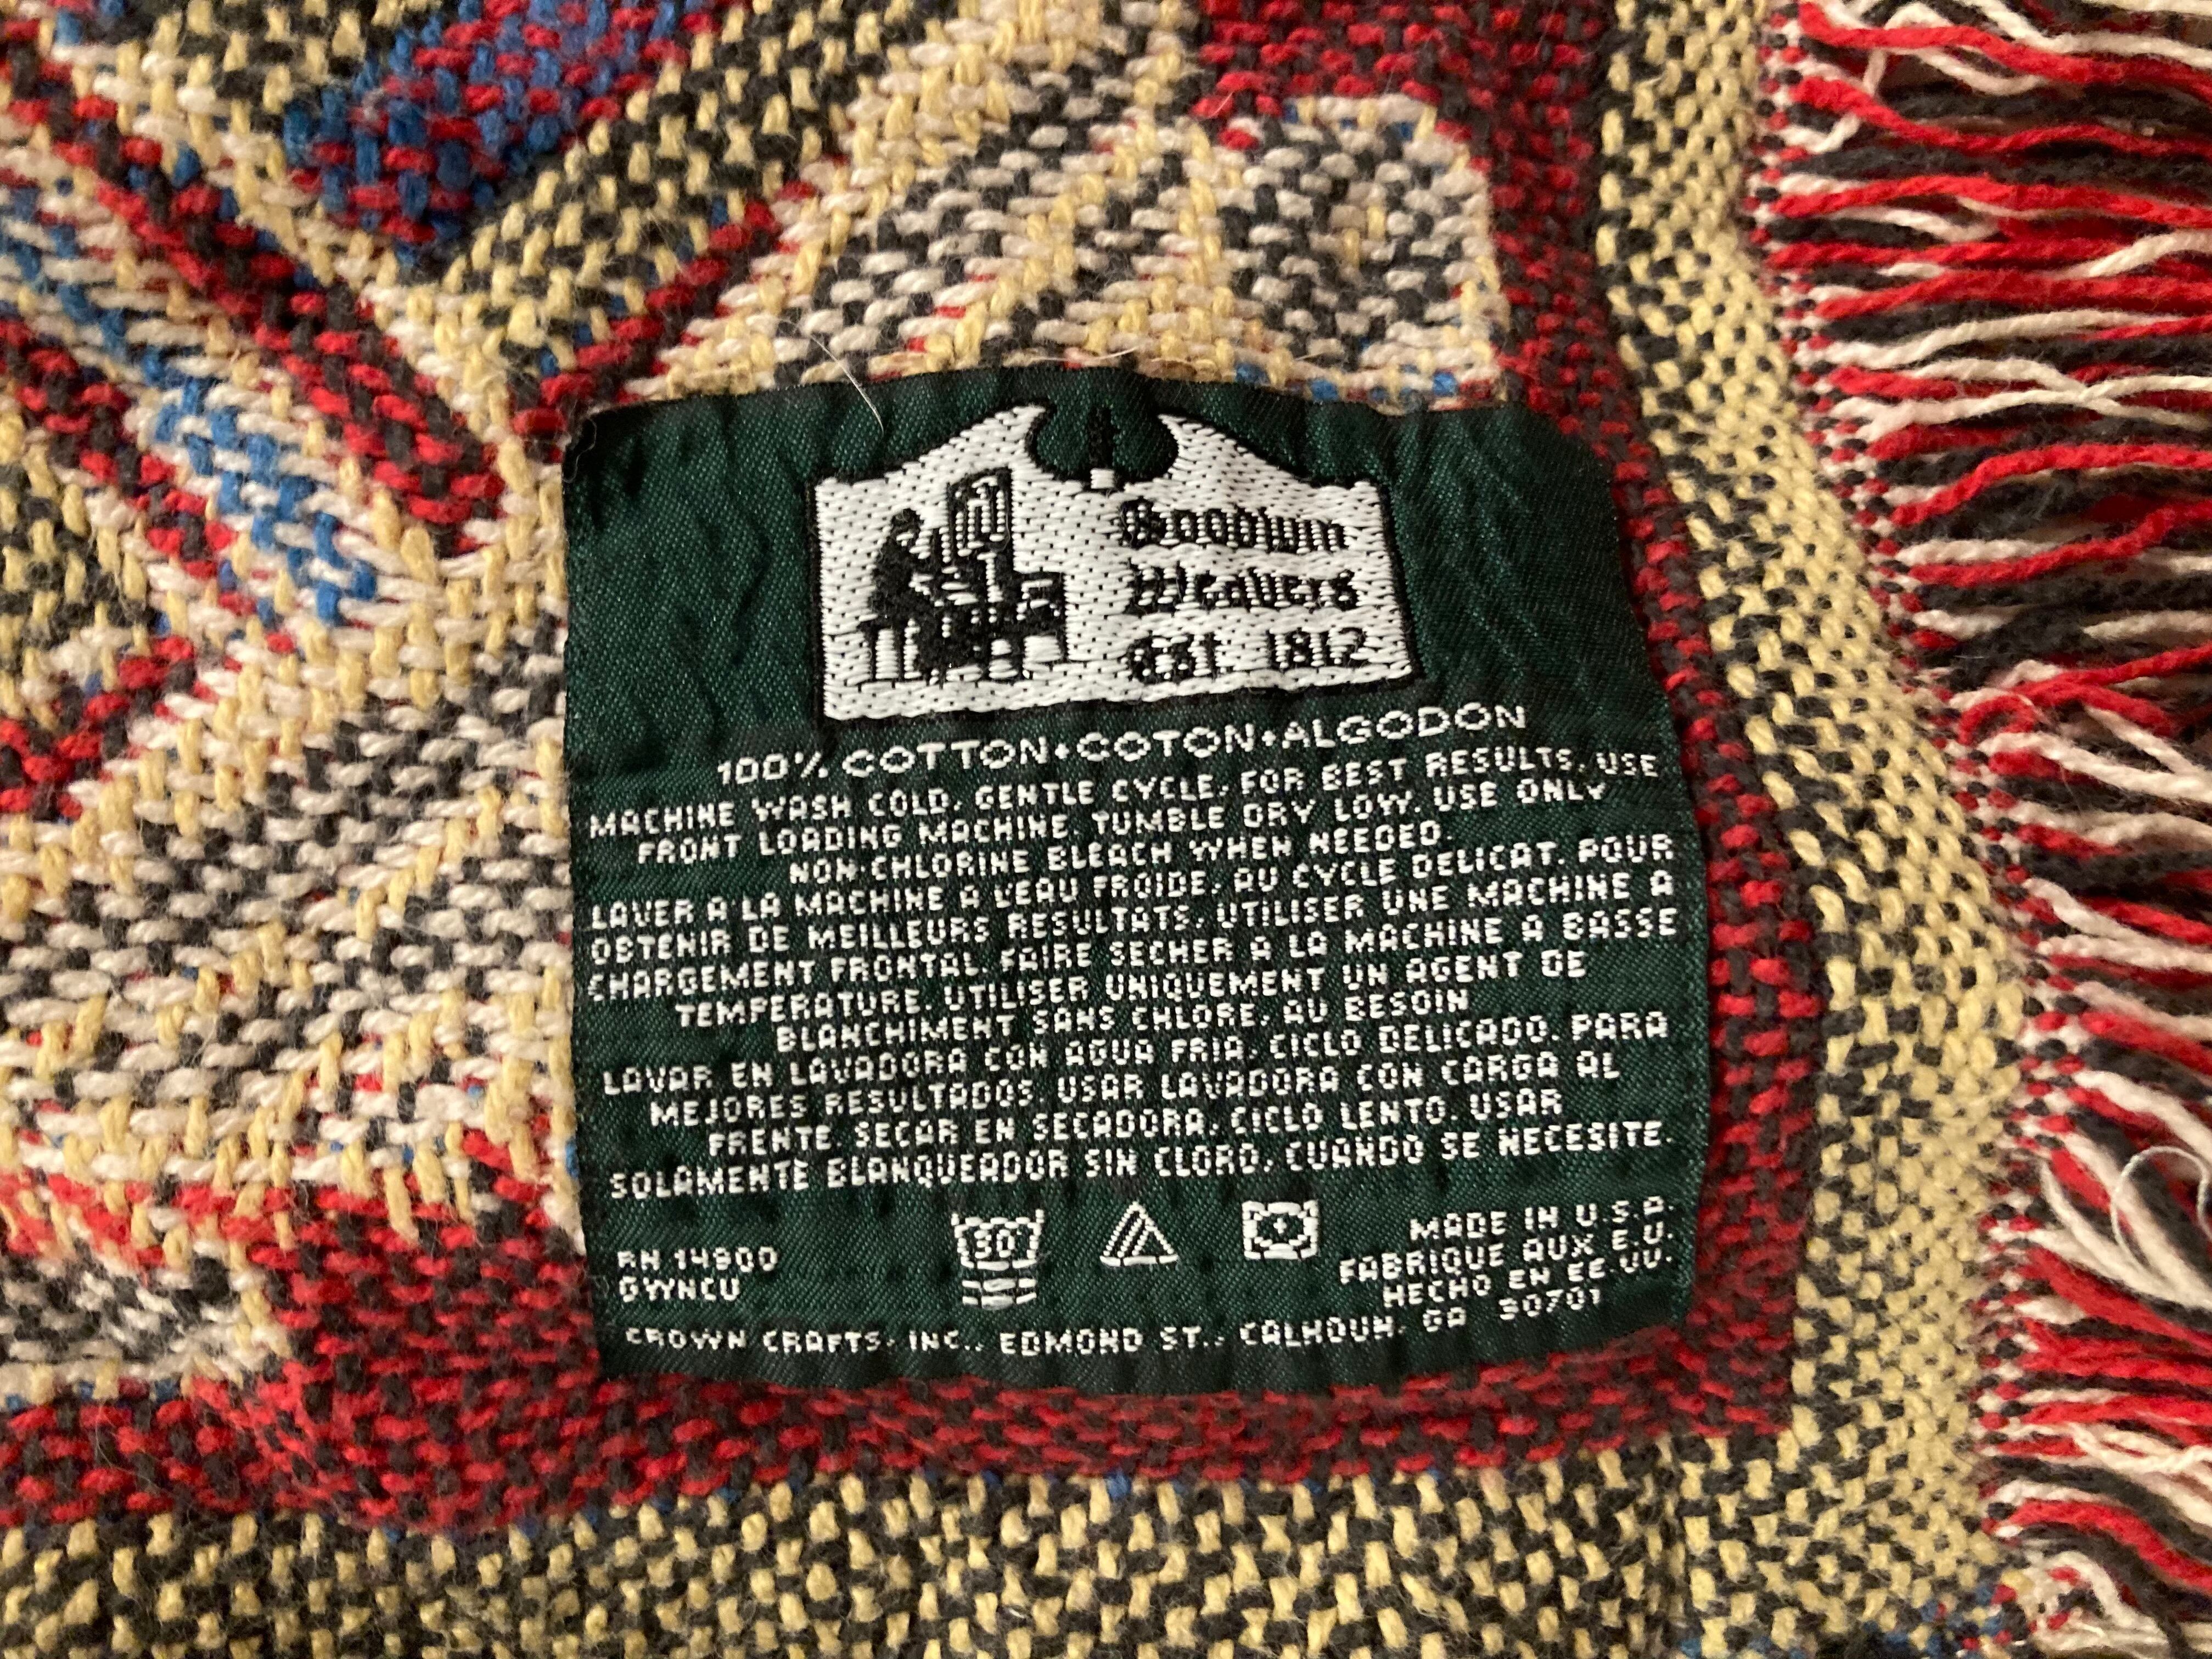 Goodwin
Weavers
Est. 1812
100% COTTON•COTON•ALGODON
MACHINE WASH COLD, GENTLE CYCLE, FOR BEST RESULTS, USE
FRONT LOADING MACHINE. TUMBLE DRY LOW. USE ONLY
NON-CHLORINE BLEACH WHEN NEEDED.
LAVER A LA MACHINE A L'EAU FROIDE, AU CYCLE DELICAT. POUR
OBTENIR DE MEILLEURS RESULTATS, UTILISER UNE MACHINE A
CHARGEMENT FRONTAL. FAIRE SECHER A LA MACHINE A BASSE
TEMPERATURE. UTILISER UNIQUEMENT UN AGENT DE
BLANCHIMENT SANS CHLORE, AU BESOIN
LAVAR EN LAVADORA CON AGUA FRIA, CICLO DELICADO. PARA
MEJORES RESULTADOS, USAR LAVADORA CON CARGA AL
FRENTE SECAR EN SECADORA, CICLO LENTO. USAR
SOLAMENTE BLANQUEADOR SIN CLORO, CUANDO SE NECESITE.
30°
RN 14900
GWNCU
MADE IN U.S.A.
FABRIQUE AUX E.U.
HECHO EN EE.UU.
CROWN CRAFTS, INC., EDMOND ST., CALHOUN, GA 30701